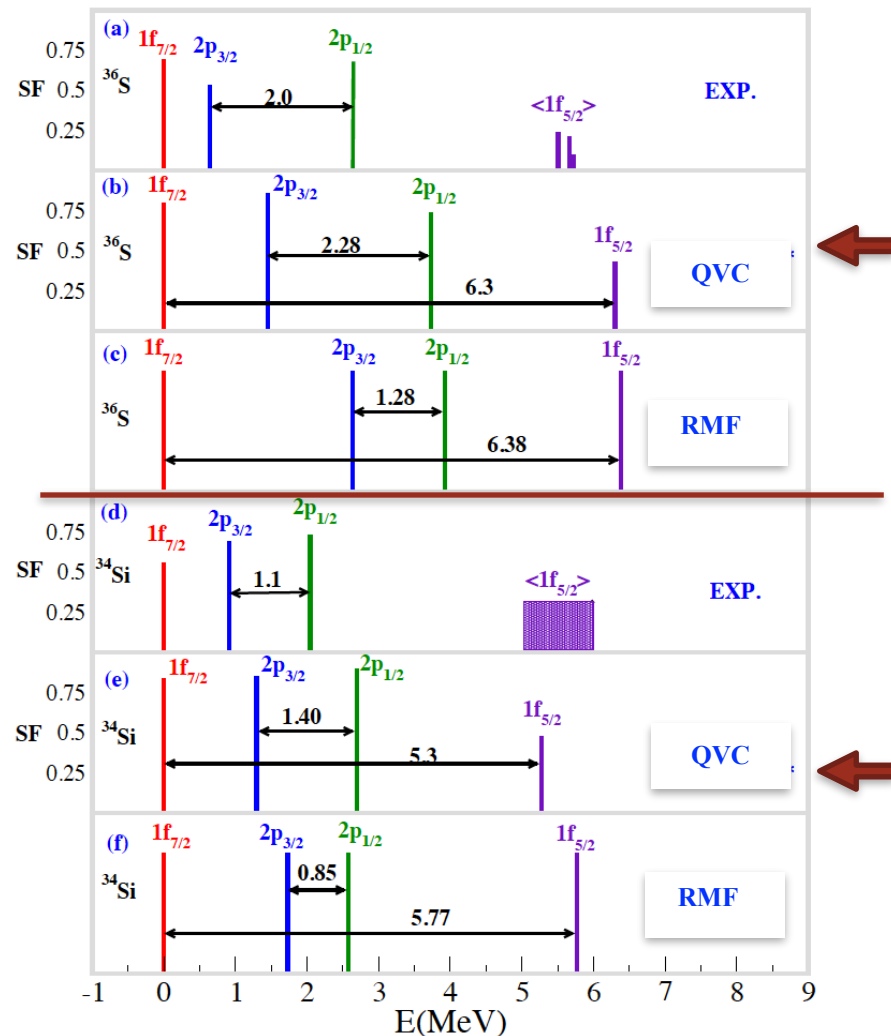 (a)
1f7/2 2p3/2 2p1/2
0.75
SF 0.5 36S EXP.
2.0
<1f5/2>
0.25
(b)
1f7/2 2p3/2 2p1/2
0.75
1f5/2
SF 0.5 36S QVC
2.28
0.25
6.3
(c)
1f7/2 2p3/2 2p1/2 1f5/2
36S 1.28 RMF
6.38
(d)
2p3/2 2p1/2
0.75
1f7/2
SF 0.5 34Si EXP.
1.1 <1f5/2>
0.25
(e)
1f7/2 2p3/2 2p1/2
0.75
1f5/2
SF 0.5 34Si 1.40 QVC
5.3
0.25
(f)
1f7/2 2p3/2 2p1/2 1f5/2
34Si 0.85 RMF
5.77
-1 0 1 2 3 4 5 6 7 8 9
E(MeV)